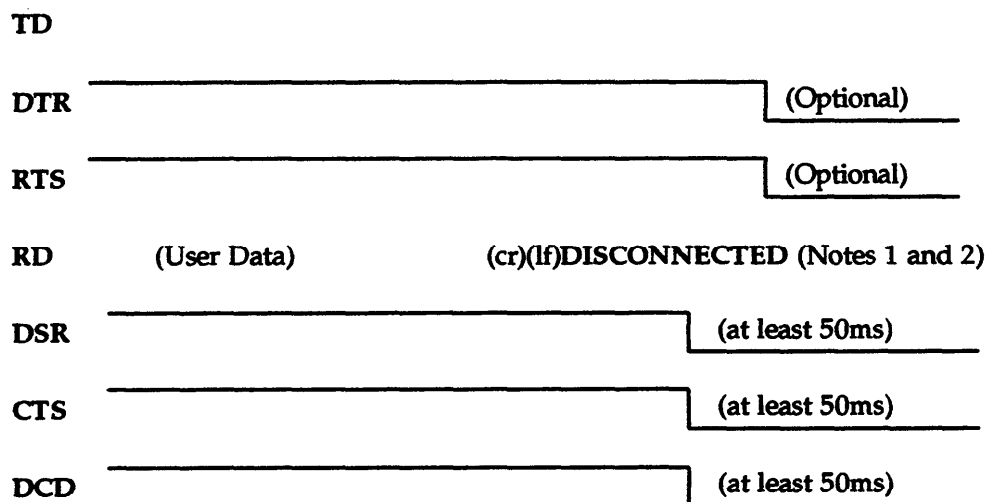 TD
DTR (Optional)
RTS (Optional)
RD (User Data) (cr)(lf)DISCONNECTED (Notes 1 and 2)
DSR (at least 50ms)
CTS (at least 50ms)
DCD (at least 50ms)